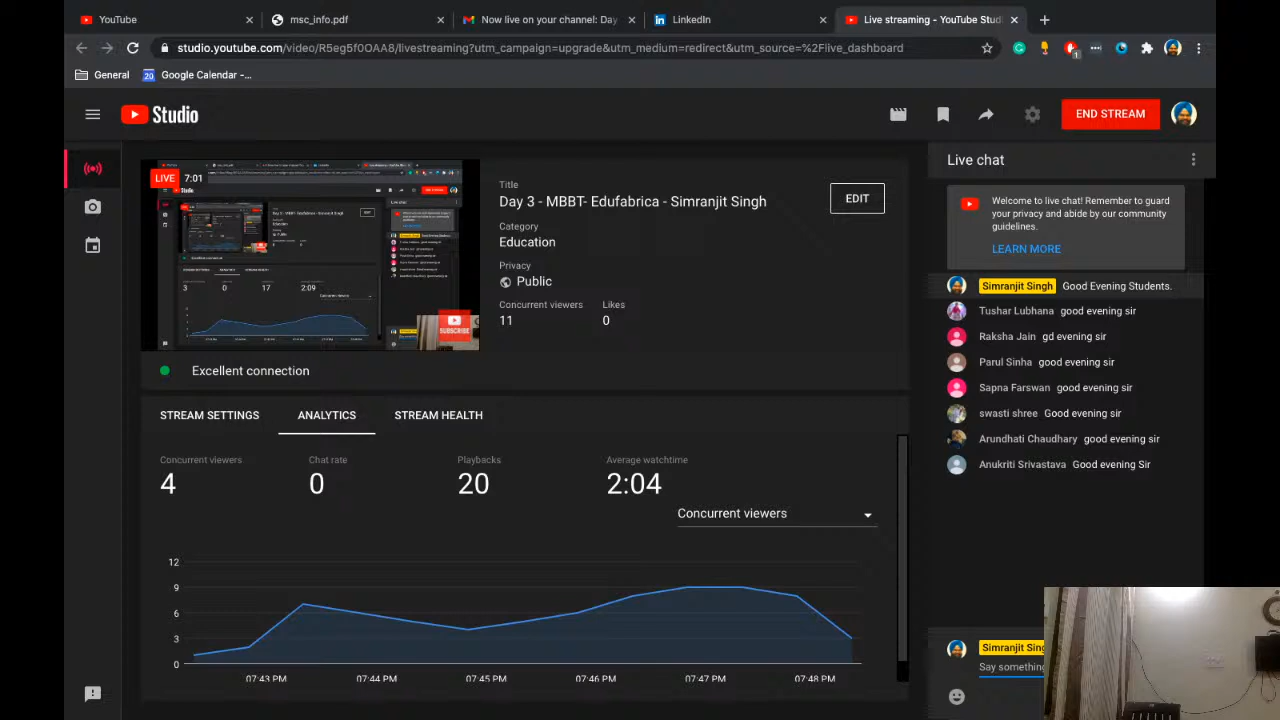 YouTube
msc_info.pdf
Now live on your channel: Day
LinkedIn
Live streaming - YouTube Studi
studio.youtube.com/video/R5eg5f0OAA8/livestreaming?utm_campaign=upgrade&utm_medium=redirect&utm_source=%2Flive_dashboard
1
General
20
Google Calendar -...
Studio
END STREAM
LIVE 7:01
SUBSCRIBE
Title
Day 3 - MBBT- Edufabrica - Simranjit Singh
EDIT
Category
Education
Privacy
Public
Concurrent viewers
Likes
11
0
Excellent connection
STREAM SETTINGS
ANALYTICS
STREAM HEALTH
Concurrent viewers
Chat rate
Playbacks
Average watchtime
4
0
20
2:04
Concurrent viewers
12
9
6
3
0
07:43 PM
07:44 PM
07:45 PM
07:46 PM
07:47 PM
07:48 PM
Live chat
Welcome to live chat! Remember to guard
your privacy and abide by our community
guidelines.
LEARN MORE
Simranjit Singh Good Evening Students.
Tushar Lubhana good evening sir
Raksha Jain gd evening sir
Parul Sinha good evening sir
Sapna Farswan good evening sir
swasti shree Good evening sir
Arundhati Chaudhary good evening sir
Anukriti Srivastava Good evening Sir
Simranjit Sing
Say something